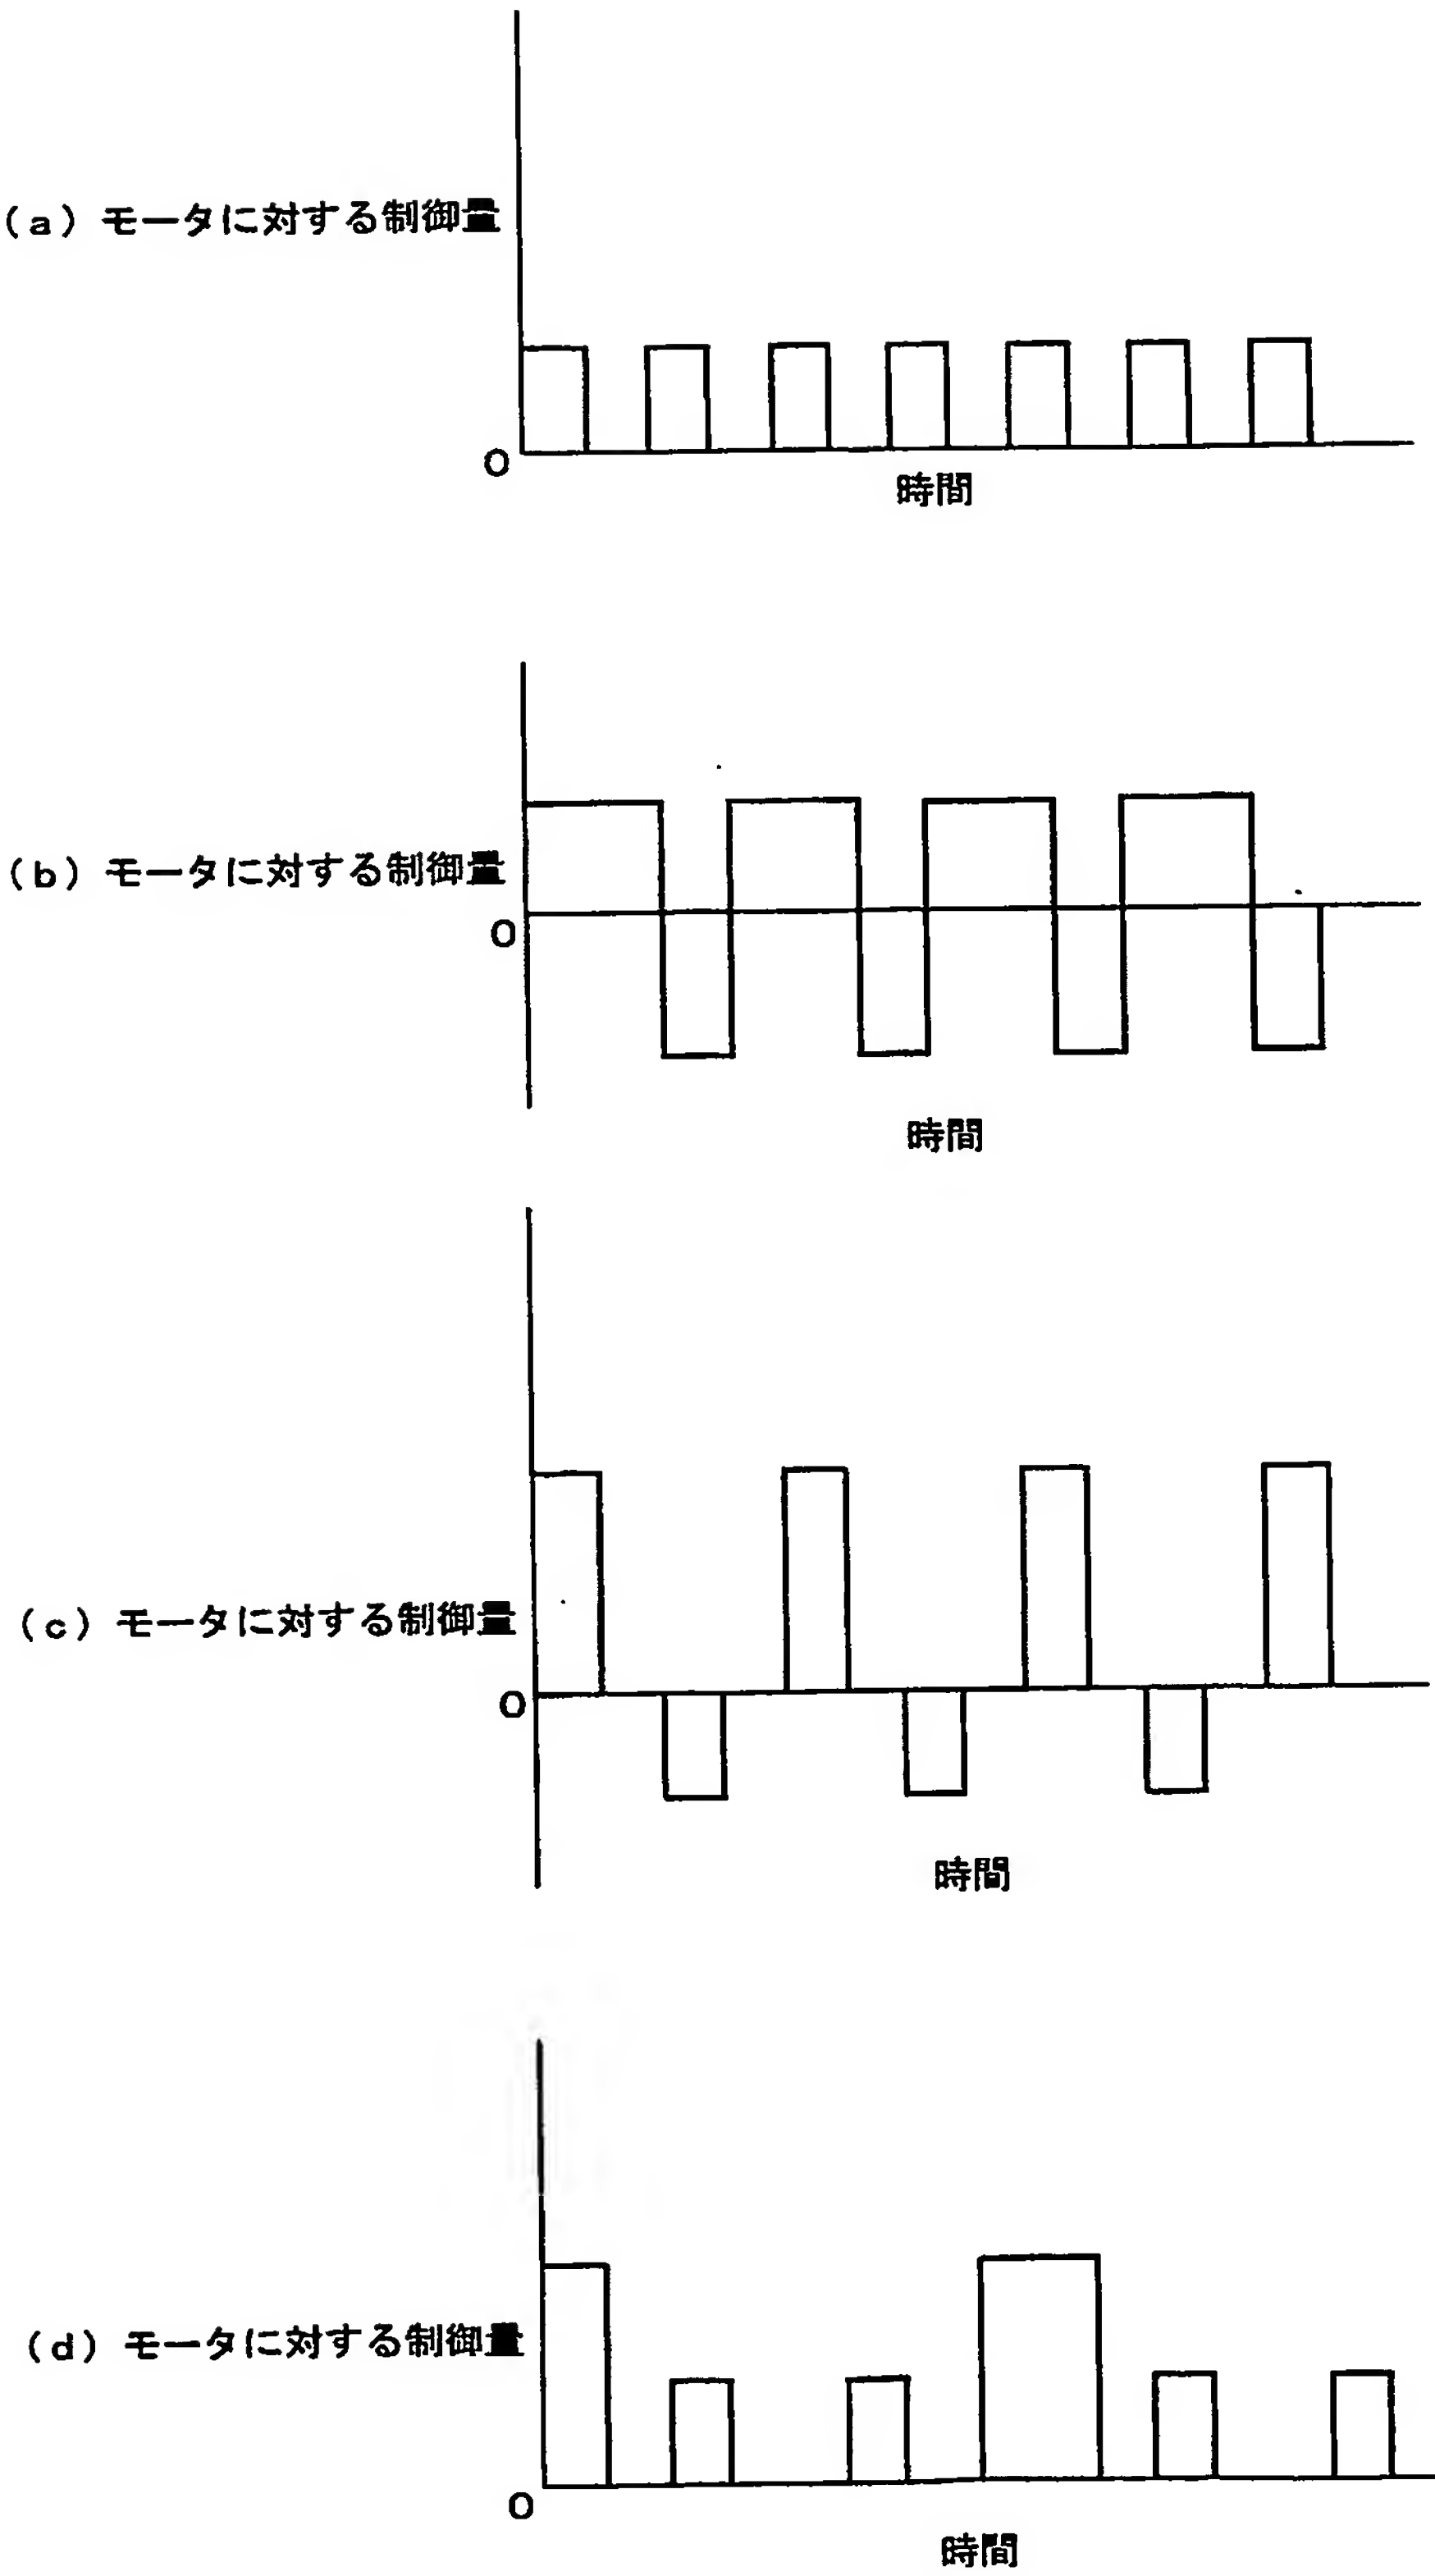 (a) モータに対する制御量
0
時間
(b) モータに対する制御量
0
時間
(c) モータに対する制御量
0
時間
(d) モータに対する制御量
0
時間